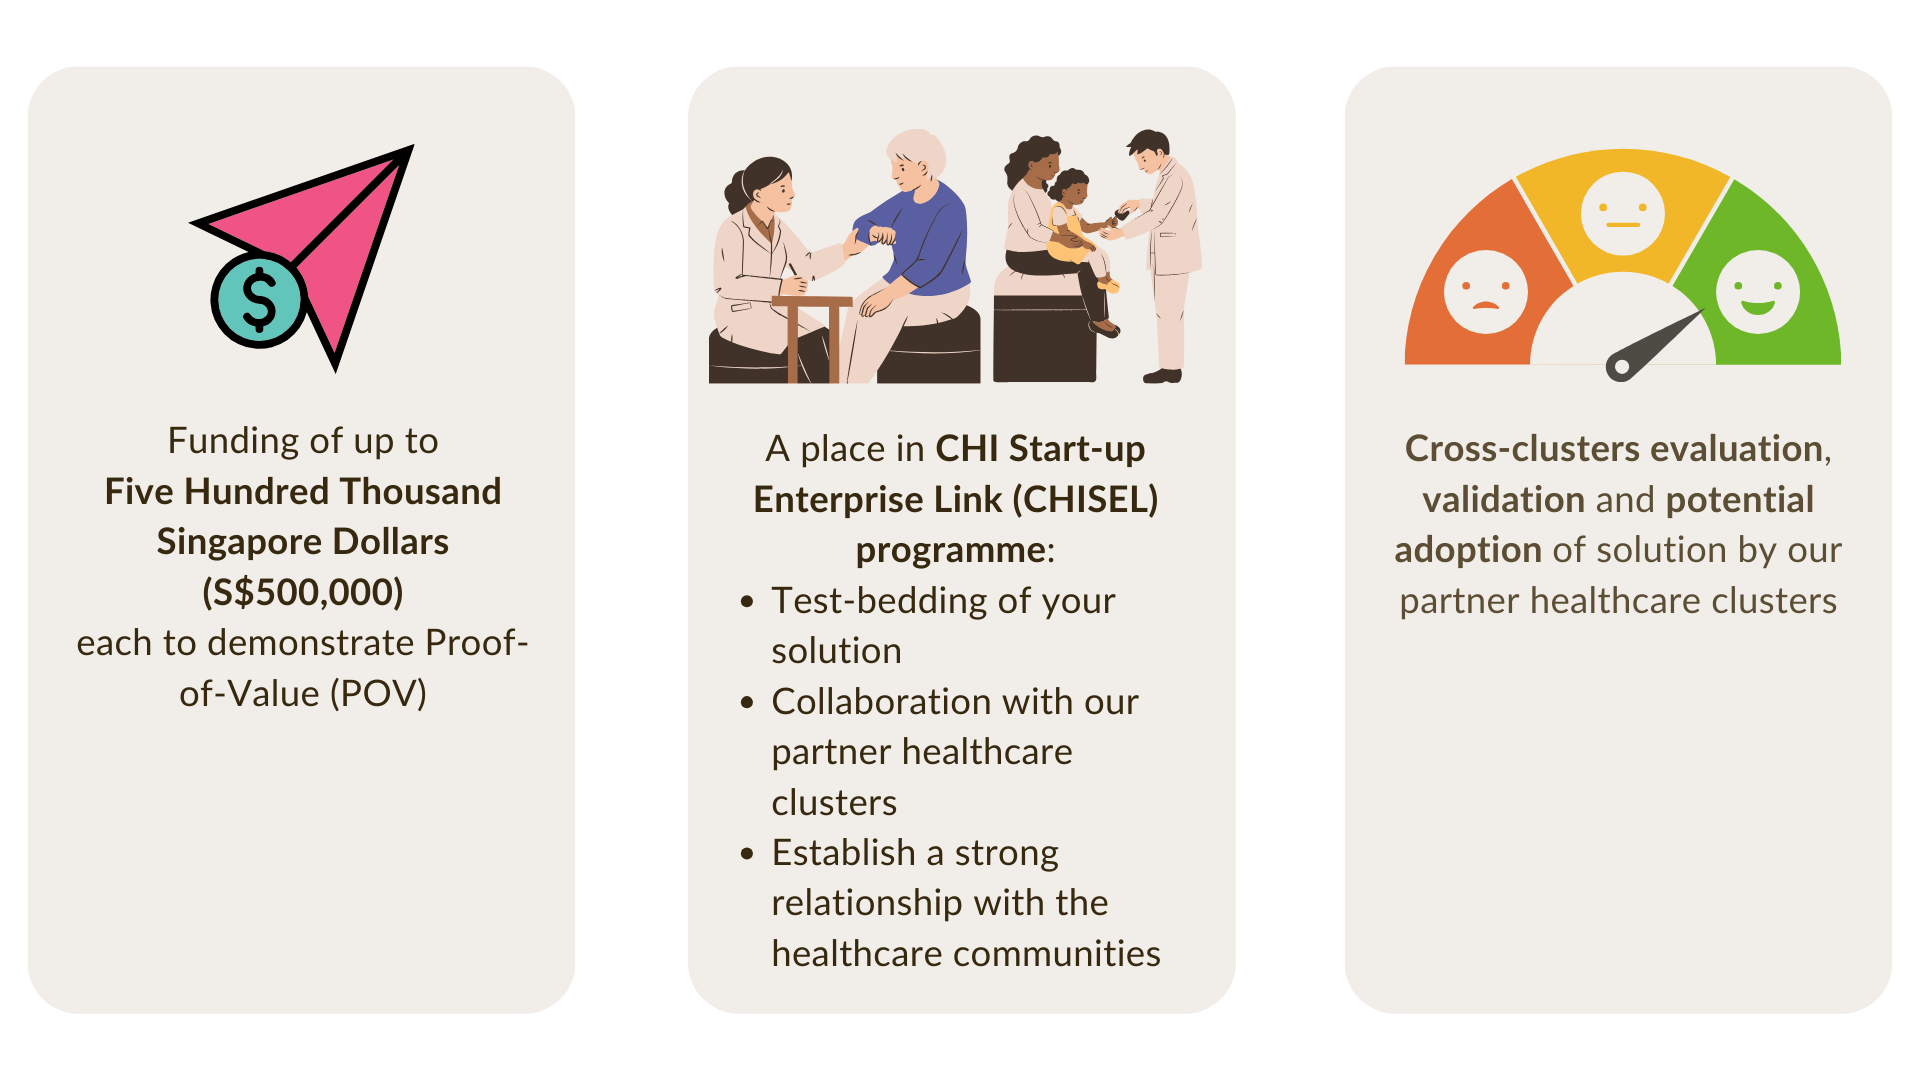 $
Funding of up to
Five Hundred Thousand
Singapore Dollars
(S$500,000)
each to demonstrate Proof-
of-Value (POV)
A place in CHI Start-up
Enterprise Link (CHISEL)
programme:
• Test-bedding of your
solution
• Collaboration with our
partner healthcare
clusters
• Establish a strong
relationship with the
healthcare communities
Cross-clusters evaluation,
validation and potential
adoption of solution by our
partner healthcare clusters